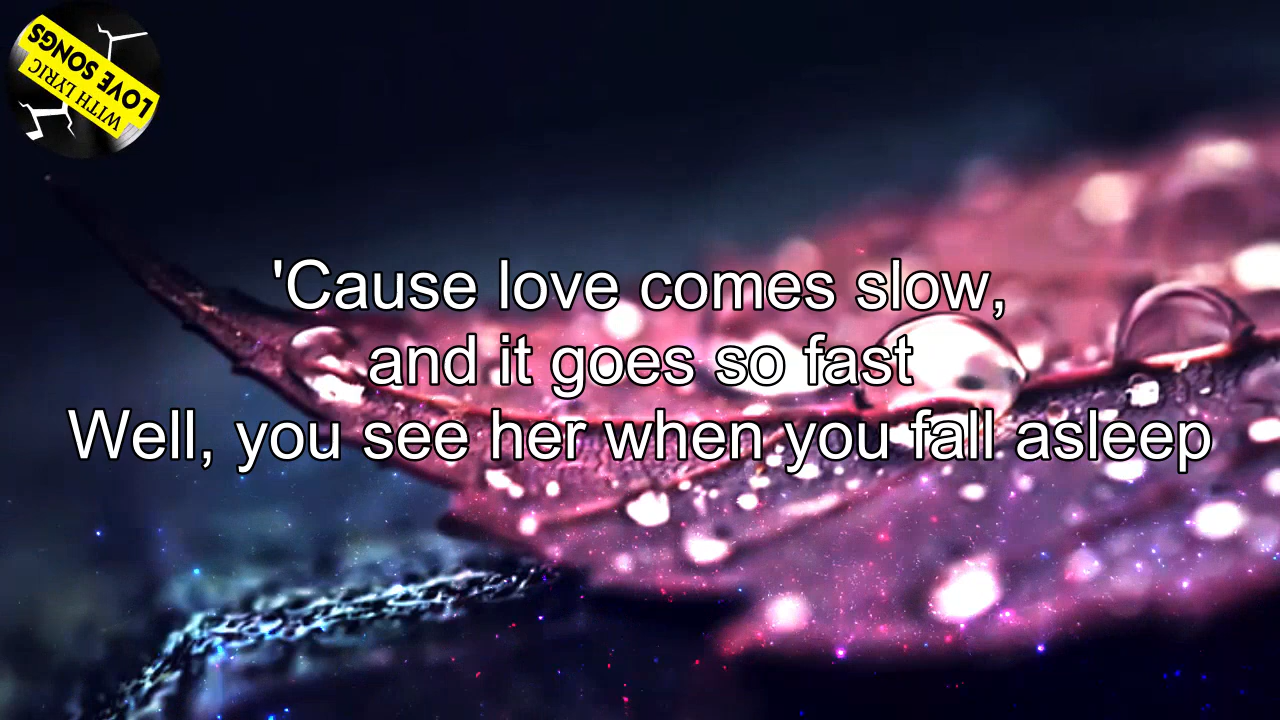 LOVE SONGS
WITH LYRIC
'Cause love comes slow,
and it goes so fast
Well, you see her when you fall asleep